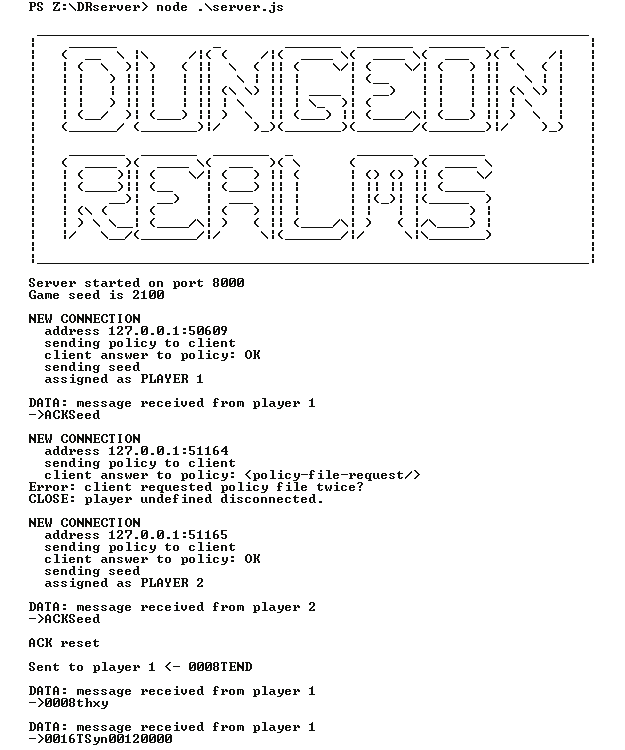 PS Z:\DRserver> node .\server.js
DUNGEON
REALMS
Server started on port 8000
Game seed is 2100
NEW CONNECTION
address 127.0.0.1:50609
sending policy to client
client answer to policy: OK
sending seed
assigned as PLAYER 1
DATA: message received from player 1
->ACKSeed
NEW CONNECTION
address 127.0.0.1:51164
sending policy to client
client answer to policy: <policy-file-request/>
Error: client requested policy file twice?
CLOSE: player undefined disconnected.
NEW CONNECTION
address 127.0.0.1:51165
sending policy to client
client answer to policy: OK
sending seed
assigned as PLAYER 2
DATA: message received from player 2
->ACKSeed
ACK reset
Sent to player 1 <- 0008TEND
DATA: message received from player 1
->0008thxy
DATA: message received from player 1
->0016TSyn00120000